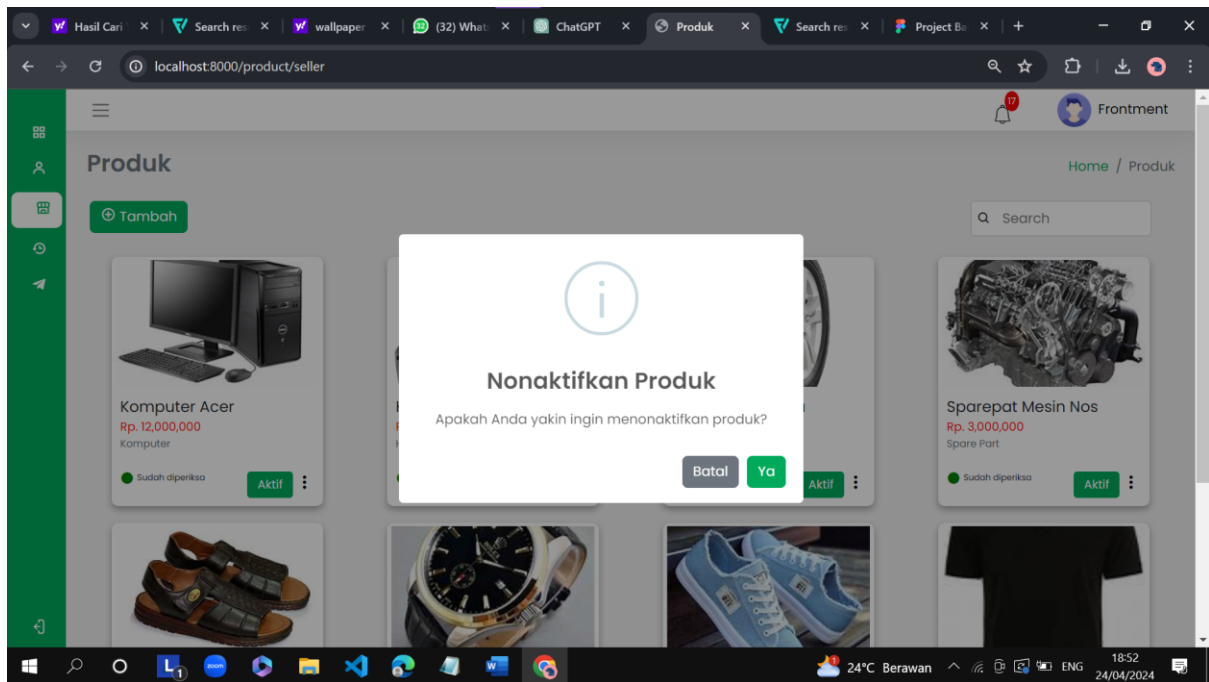 Hasil Cari
Search res
wallpaper
(32) What
ChatGPT
Produk
Search res
Project Ba
localhost:8000/product/seller
17
Frontment
Produk
Home / Produk
Tambah
Search
Nonaktifkan Produk
Apakah Anda yakin ingin menonaktifkan produk?
Batal Ya
Komputer Acer
Rp. 12,000,000
Komputer
Sudah diperiksa
Aktif
Aktif
Sparepat Mesin Nos
Rp. 3,000,000
Spare Part
Sudah diperiksa
Aktif
24°C Berawan
ENG
18:52
24/04/2024